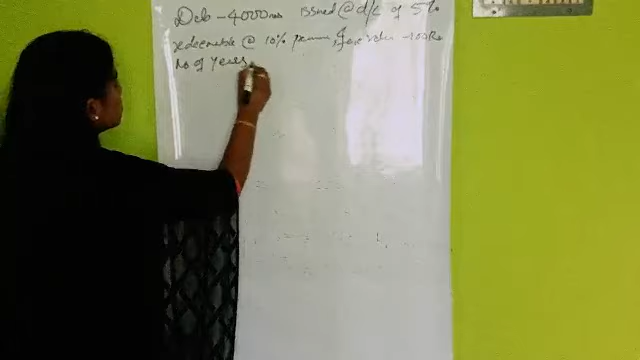 Deb - 4000 nos issued @ d/c of 5%
redeemable @ 10% premium, face value - 100 Rs
No of years